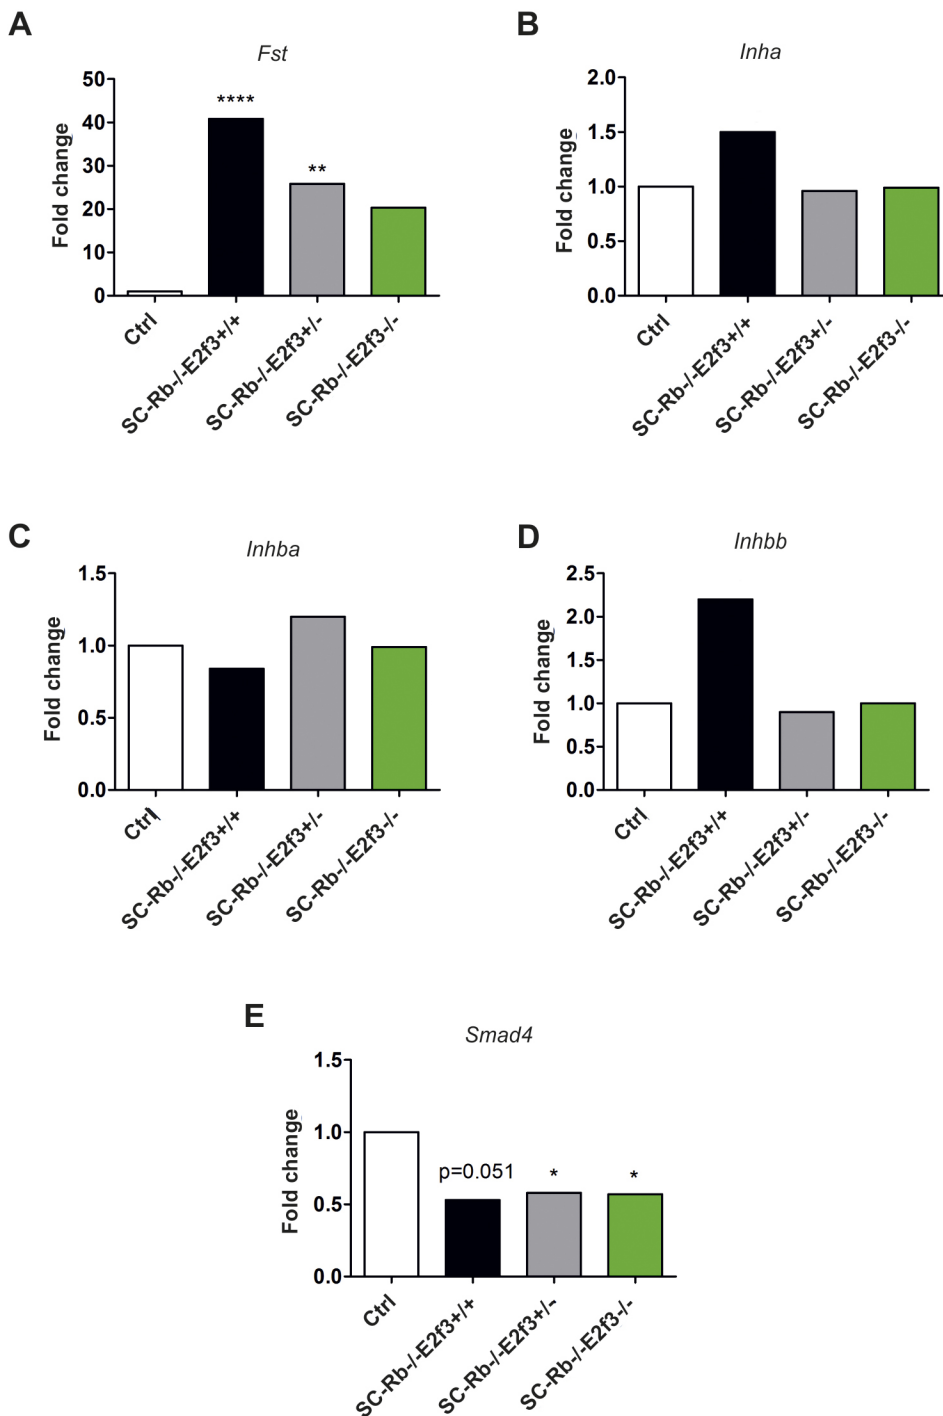 A
Fst
Fold change
50
40
30
20
10
0
****
**
Ctrl
SC-Rb-/-E2f3+/+
SC-Rb-/-E2f3+/-
SC-Rb-/-E2f3-/-
B
Inha
Fold change
2.0
1.5
1.0
0.5
0.0
Ctrl
SC-Rb-/-E2f3+/+
SC-Rb-/-E2f3+/-
SC-Rb-/-E2f3-/-
C
Inhba
Fold change
1.5
1.0
0.5
0.0
Ctrl
SC-Rb-/-E2f3+/+
SC-Rb-/-E2f3+/-
SC-Rb-/-E2f3-/-
D
Inhbb
Fold change
2.5
2.0
1.5
1.0
0.5
0.0
Ctrl
SC-Rb-/-E2f3+/+
SC-Rb-/-E2f3+/-
SC-Rb-/-E2f3-/-
E
Smad4
Fold change
1.5
1.0
0.5
0.0
p=0.051
*
*
Ctrl
SC-Rb-/-E2f3+/+
SC-Rb-/-E2f3+/-
SC-Rb-/-E2f3-/-